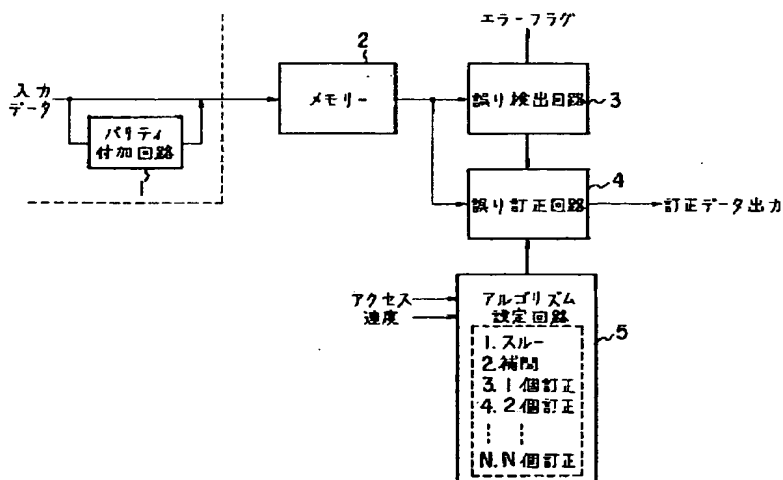 エラーフラグ
2
入力
データ
メモリー
誤り検出回路
3
パリティ
付加回路
1
4
誤り訂正回路
訂正データ出力
アクセス
速度
アルゴリズム
設定回路
5
1.スルー
2.補間
3.1個訂正
4.2個訂正
N.N個訂正